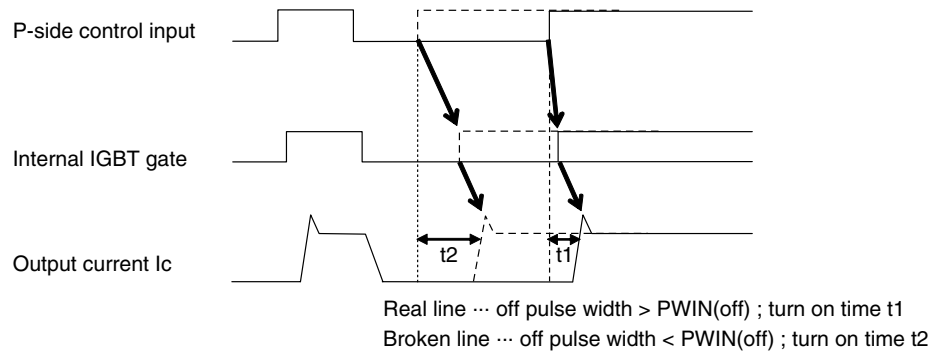 P-side control input
Internal IGBT gate
t2
t1
Output current Ic
Real line ··· off pulse width > PWIN(off) ; turn on time t1
Broken line ··· off pulse width < PWIN(off) ; turn on time t2